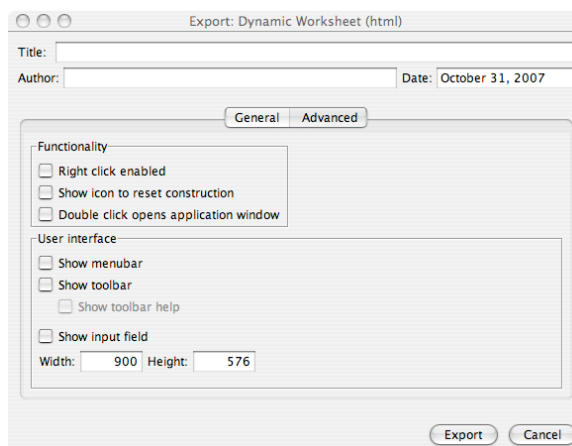 Export: Dynamic Worksheet (html)
Title:
Author: Date: October 31, 2007
General Advanced
Functionality
Right click enabled
Show icon to reset construction
Double click opens application window
User interface
Show menubar
Show toolbar
Show toolbar help
Show input field
Width: 900 Height: 576
Export Cancel